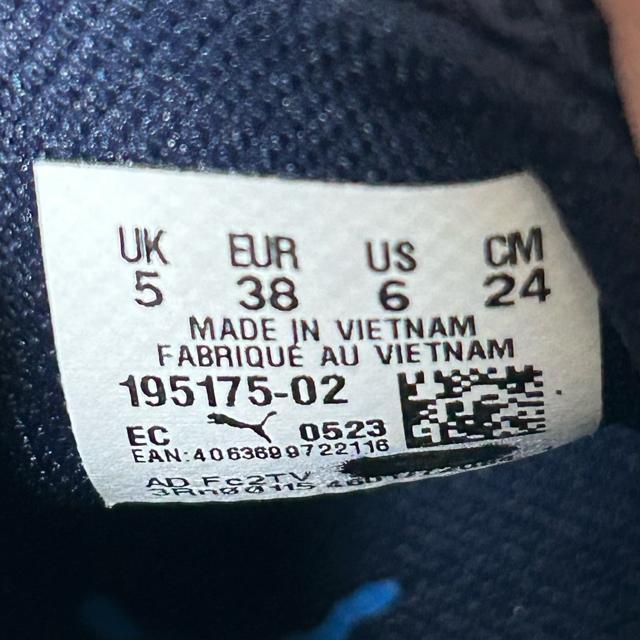 UK EUR US CM
5 38 6 24
MADE IN VIETNAM
FABRIQUÉ AU VIETNAM
195175-02
EC 0523
EAN:4063699722116
AD Fc2TV